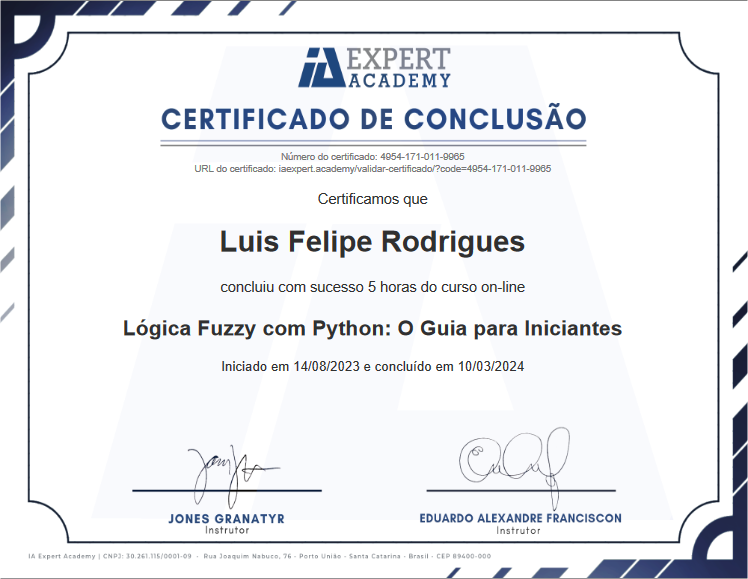 IA EXPERT
ACADEMY
CERTIFICADO DE CONCLUSÃO
Número do certificado: 4954-171-011-9965
URL do certificado: iaexpert.academy/validar-certificado/?code=4954-171-011-9965
Certificamos que
Luis Felipe Rodrigues
concluiu com sucesso 5 horas do curso on-line
Lógica Fuzzy com Python: O Guia para Iniciantes
Iniciado em 14/08/2023 e concluído em 10/03/2024
JONES GRANATYR
Instrutor
EDUARDO ALEXANDRE FRANCISCON
Instrutor
IA Expert Academy | CNPJ: 30.261.115/0001-09 - Rua Joaquim Nabuco, 76 - Porto União - Santa Catarina - Brasil - CEP 89400-000